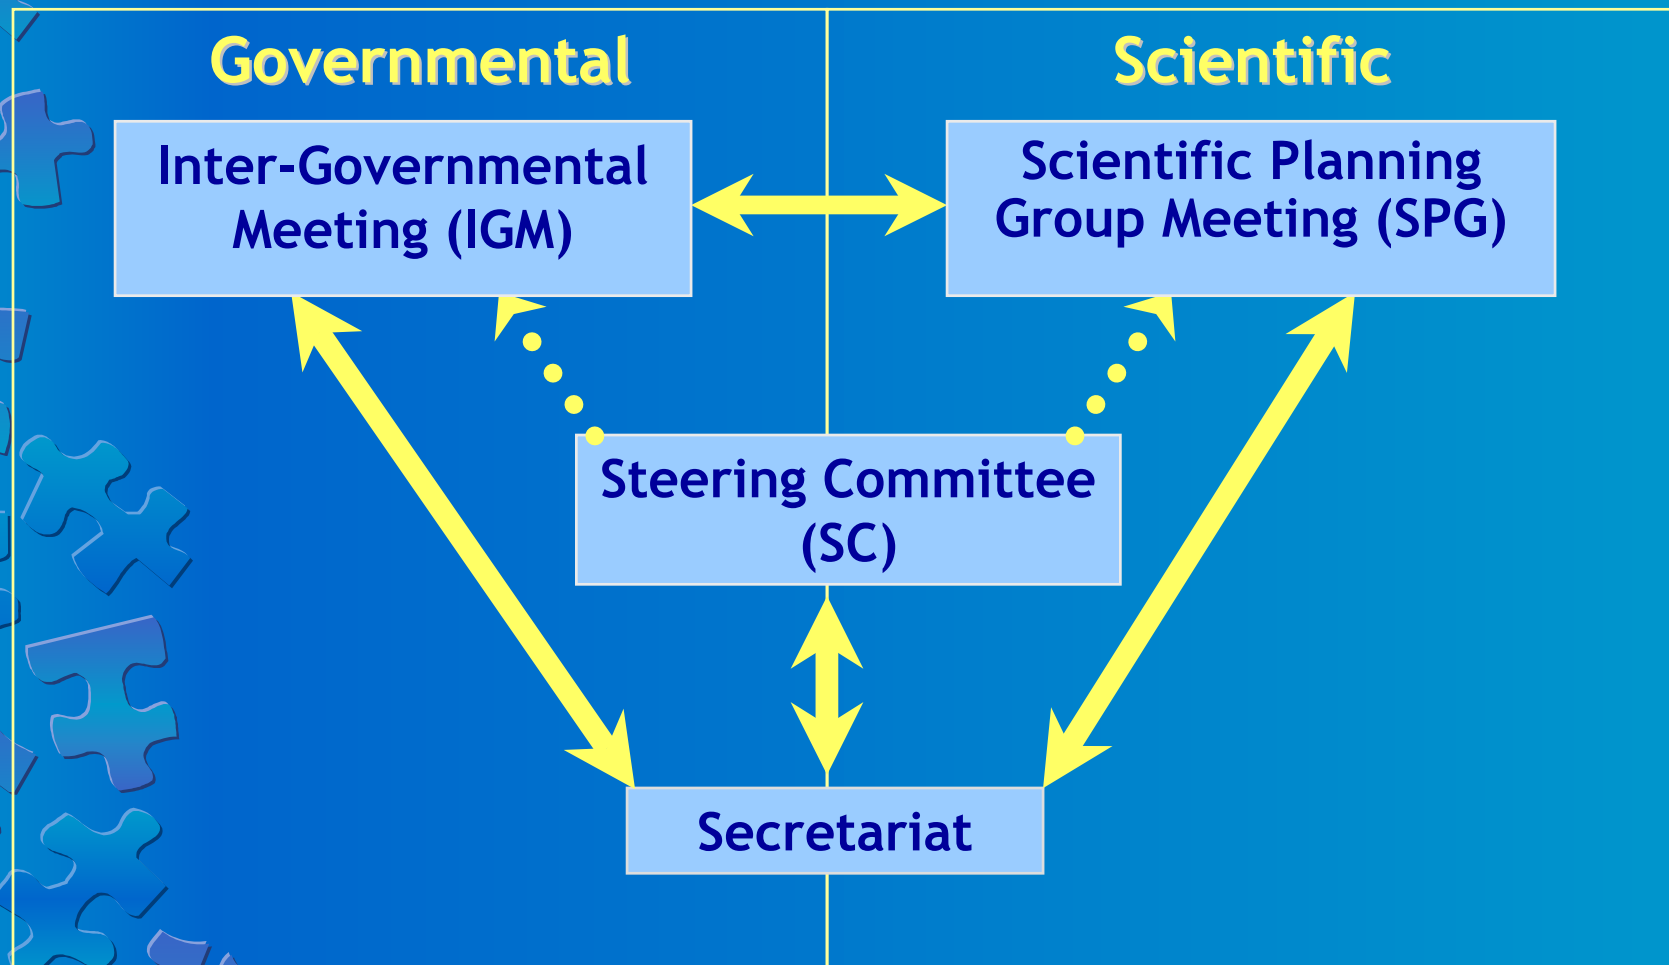 Governmental
Scientific
Inter-Governmental
Meeting (IGM)
Scientific Planning
Group Meeting (SPG)
Steering Committee
(SC)
Secretariat